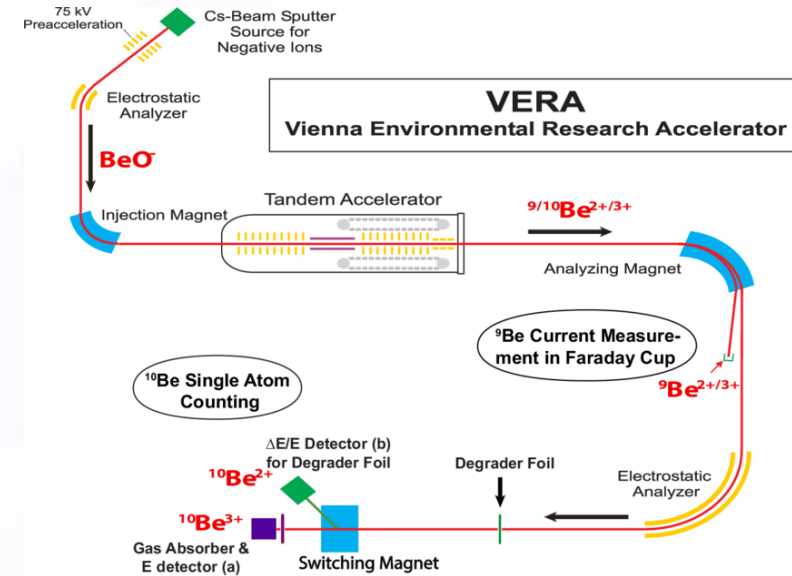 75 kV
Preacceleration
Cs-Beam Sputter
Source for
Negative Ions
Electrostatic
Analyzer
VERA
Vienna Environmental Research Accelerator
BeO⁻
Injection Magnet
Tandem Accelerator
⁹/¹⁰Be²⁺/³⁺
Analyzing Magnet
⁹Be Current Measure-
ment in Faraday Cup
⁹Be²⁺/³⁺
¹⁰Be Single Atom
Counting
ΔE/E Detector (b)
for Degrader Foil
¹⁰Be²⁺
Degrader Foil
Electrostatic
Analyzer
¹⁰Be³⁺
Gas Absorber &
E detector (a)
Switching Magnet